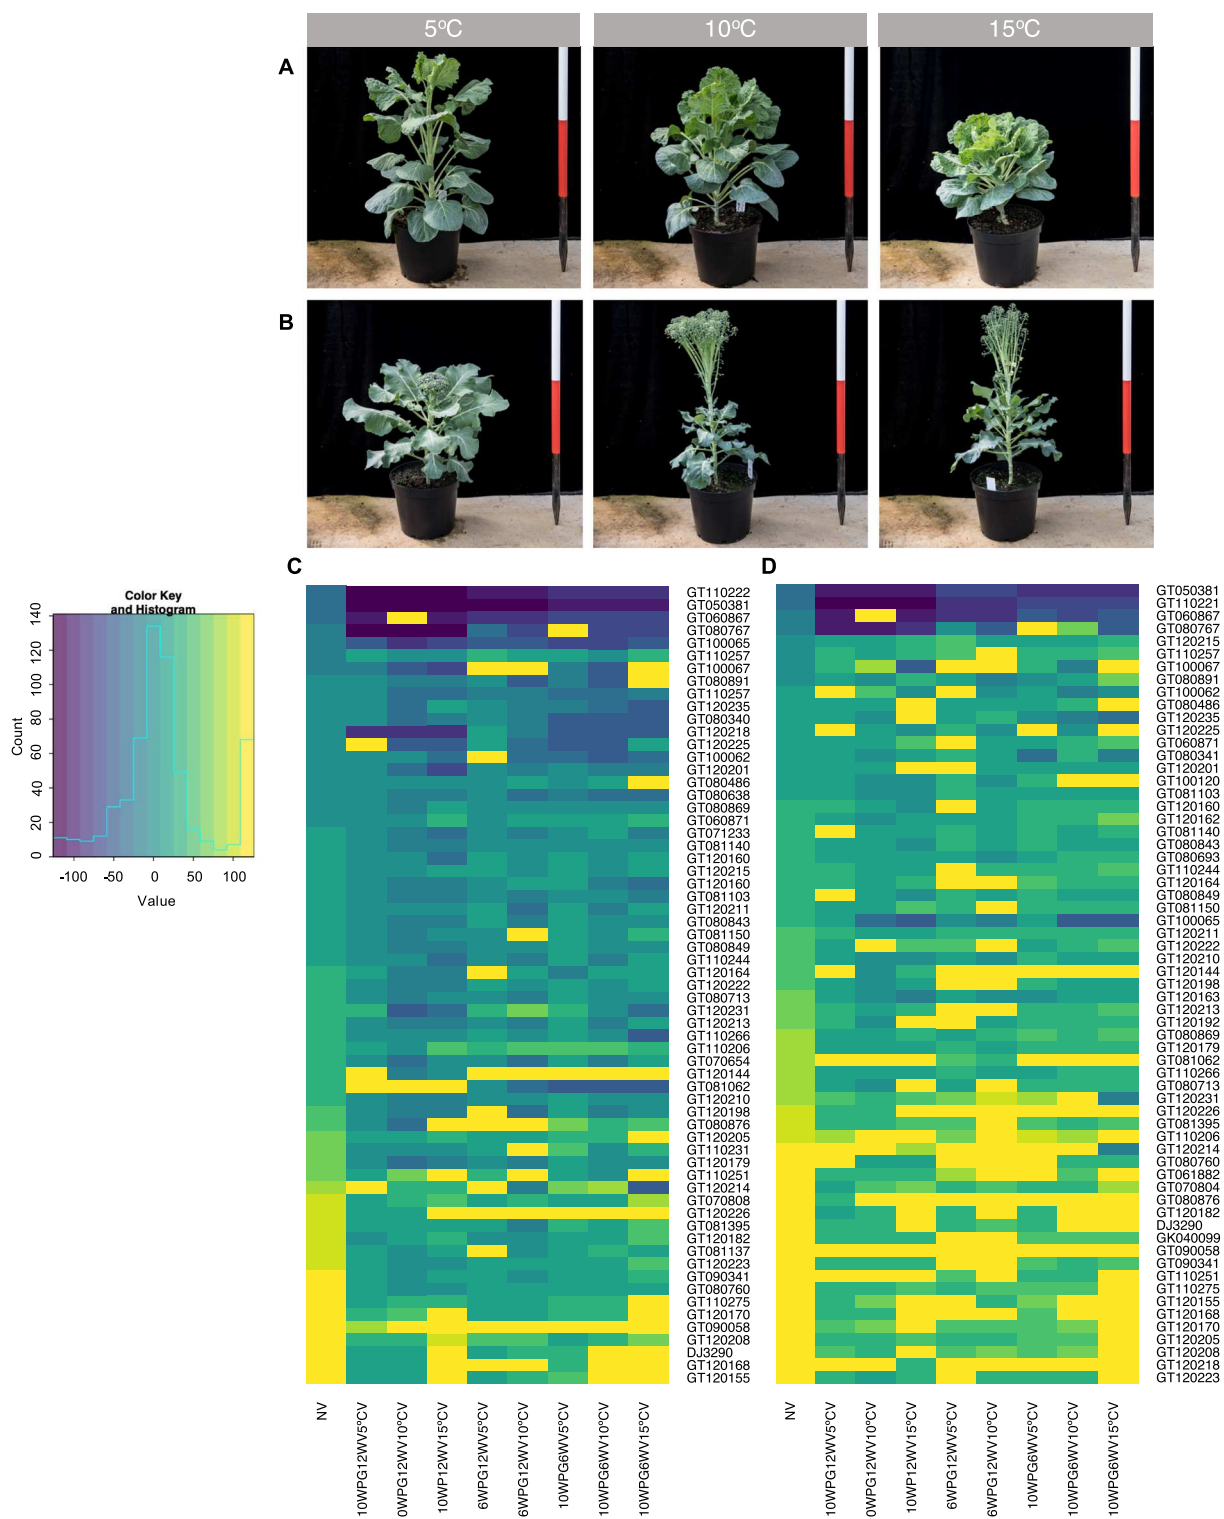 5ºC
10ºC
15ºC
A
B
C
D
Color Key
and Histogram
Count
0
20
40
60
80
100
120
140
-100
-50
0
50
100
Value
GT110222
GT050381
GT060867
GT080767
GT100065
GT110257
GT100067
GT080891
GT110257
GT120235
GT080340
GT120218
GT120225
GT100062
GT120201
GT080486
GT080638
GT080869
GT060871
GT071233
GT081140
GT120160
GT120215
GT120160
GT081103
GT120211
GT080843
GT081150
GT080849
GT110244
GT120164
GT120222
GT080713
GT120231
GT120213
GT110266
GT110206
GT070654
GT120144
GT081062
GT120210
GT120198
GT080876
GT120205
GT110231
GT120179
GT110251
GT120214
GT070808
GT120226
GT081395
GT120182
GT081137
GT120223
GT090341
GT080760
GT110275
GT120170
GT090058
GT120208
DJ3290
GT120168
GT120155
NV
10WPG12WV5ºCV
0WPG12WV10ºCV
10WP12WV15ºCV
6WPG12WV5ºCV
6WPG12WV10ºCV
10WPG6WV5ºCV
10WPG6WV10ºCV
10WPG6WV15ºCV
GT050381
GT110221
GT060867
GT080767
GT120215
GT110257
GT100067
GT080891
GT100062
GT080486
GT120235
GT120225
GT060871
GT080341
GT120201
GT100120
GT081103
GT120160
GT120162
GT081140
GT080843
GT080693
GT110244
GT120164
GT080849
GT081150
GT100065
GT120211
GT120222
GT120210
GT120144
GT120198
GT120163
GT120213
GT120192
GT080869
GT120179
GT081062
GT110266
GT080713
GT120231
GT120226
GT081395
GT110206
GT120214
GT080760
GT061882
GT070804
GT080876
GT120182
DJ3290
GK040099
GT090058
GT090341
GT110251
GT110275
GT120155
GT120168
GT120170
GT120205
GT120208
GT120218
GT120223
NV
10WPG12WV5ºCV
0WPG12WV10ºCV
10WP12WV15ºCV
6WPG12WV5ºCV
6WPG12WV10ºCV
10WPG6WV5ºCV
10WPG6WV10ºCV
10WPG6WV15ºCV